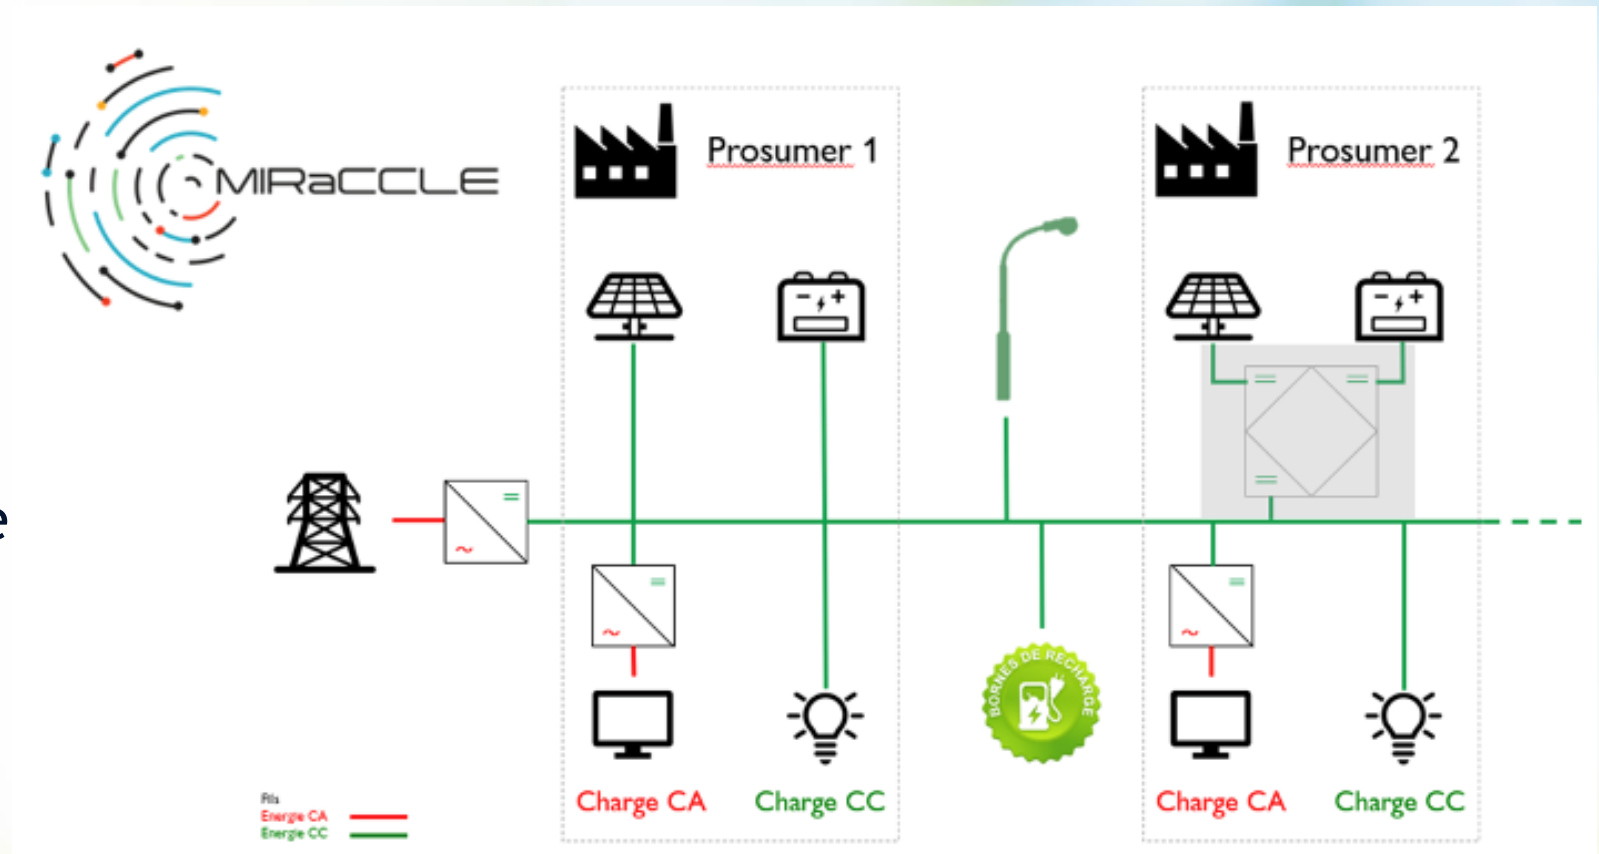 MIRaCCLE
Prosumer 1
Prosumer 2
e
BORNES DE RECHARGE
Charge CA
Charge CC
Charge CA
Charge CC
Fils
Energie CA
Energie CC